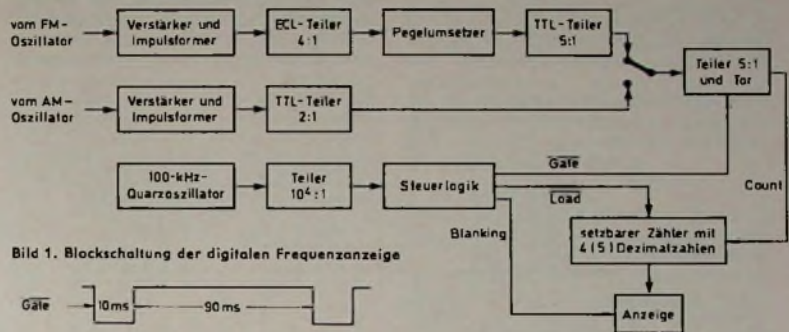 vom FM-
Oszillator
Verstärker und
Impulsformer
ECL-Teiler
4:1
Pegelumsetzer
TTL-Teiler
5:1
Teiler 5:1
und Tor
vom AM-
Oszillator
Verstärker und
Impulsformer
TTL-Teiler
2:1
100-kHz-
Quarzoszillator
Teiler
10⁴:1
Steuerlogik
Gate
Load
Count
Blanking
setzbarer Zähler mit
4(5)Dezimalzahlen
Anzeige
Bild 1. Blockschaltung der digitalen Frequenzanzeige
Gate
10ms
90ms